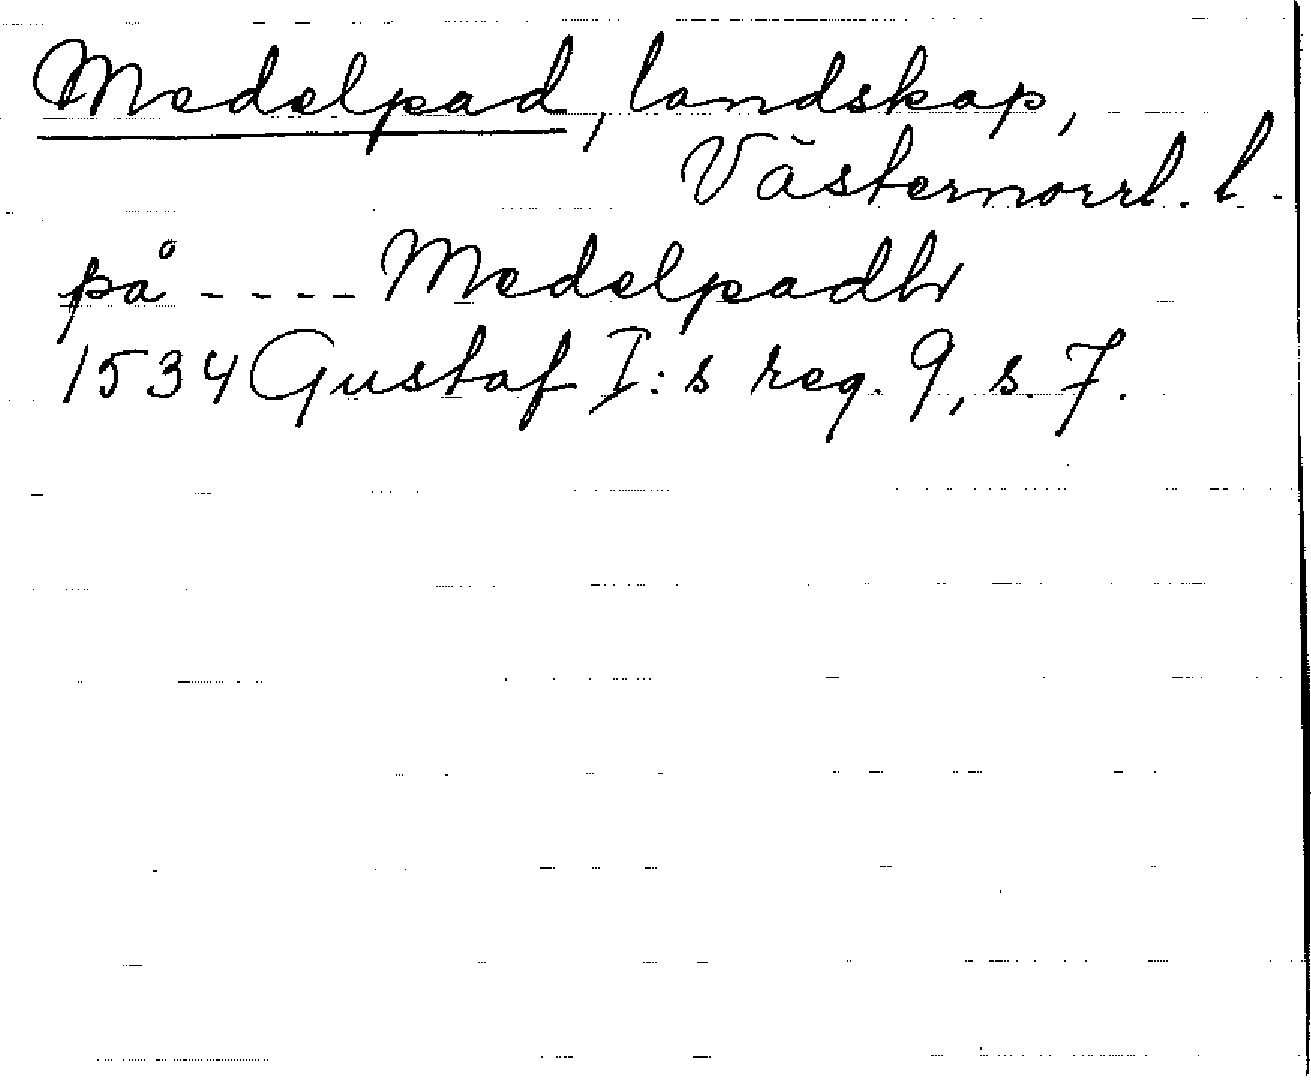 Medelpad, landskap,
Västernorrl. l.
på ---- Medelpadh
1534 Gustaf I:s reg. 9, s. 7.